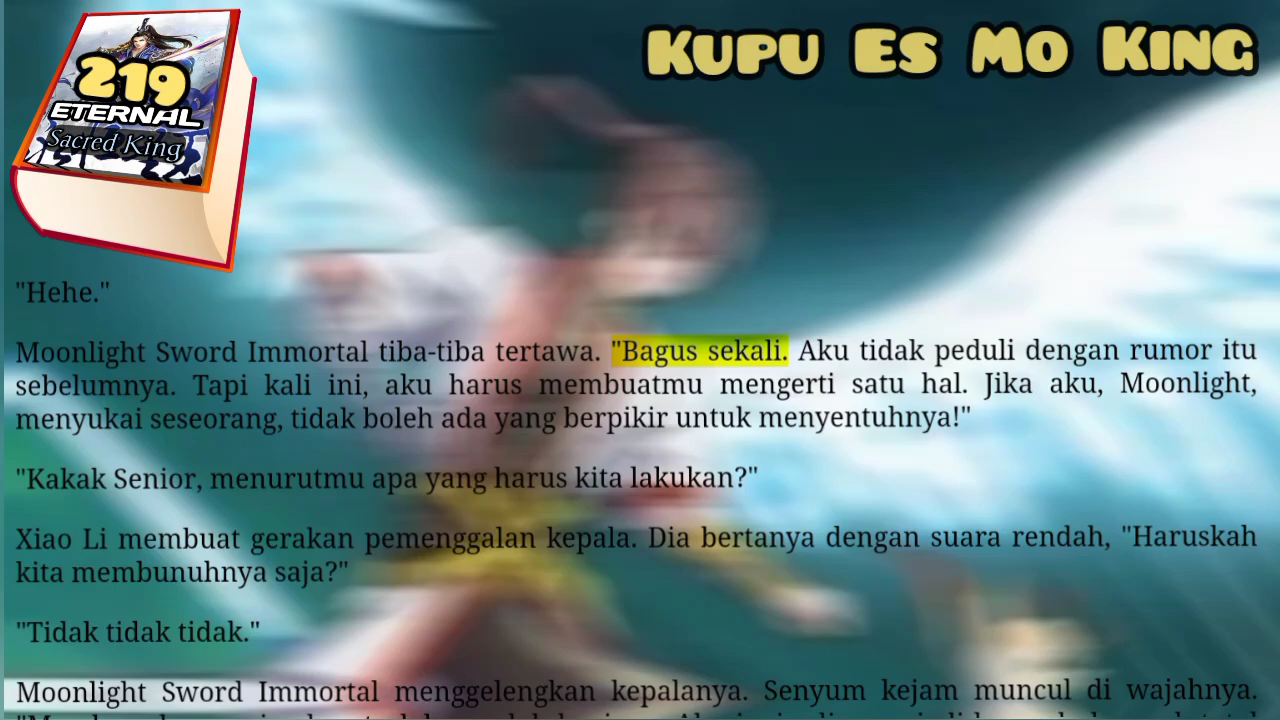 219
ETERNAL
Sacred King
KUPU ES MO KING
"Hehe."
Moonlight Sword Immortal tiba-tiba tertawa. "Bagus sekali. Aku tidak peduli dengan rumor itu
sebelumnya. Tapi kali ini, aku harus membuatmu mengerti satu hal. Jika aku, Moonlight,
menyukai seseorang, tidak boleh ada yang berpikir untuk menyentuhnya!"
"Kakak Senior, menurutmu apa yang harus kita lakukan?"
Xiao Li membuat gerakan pemenggalan kepala. Dia bertanya dengan suara rendah, "Haruskah
kita membunuhnya saja?"
"Tidak tidak tidak."
Moonlight Sword Immortal menggelengkan kepalanya. Senyum kejam muncul di wajahnya.